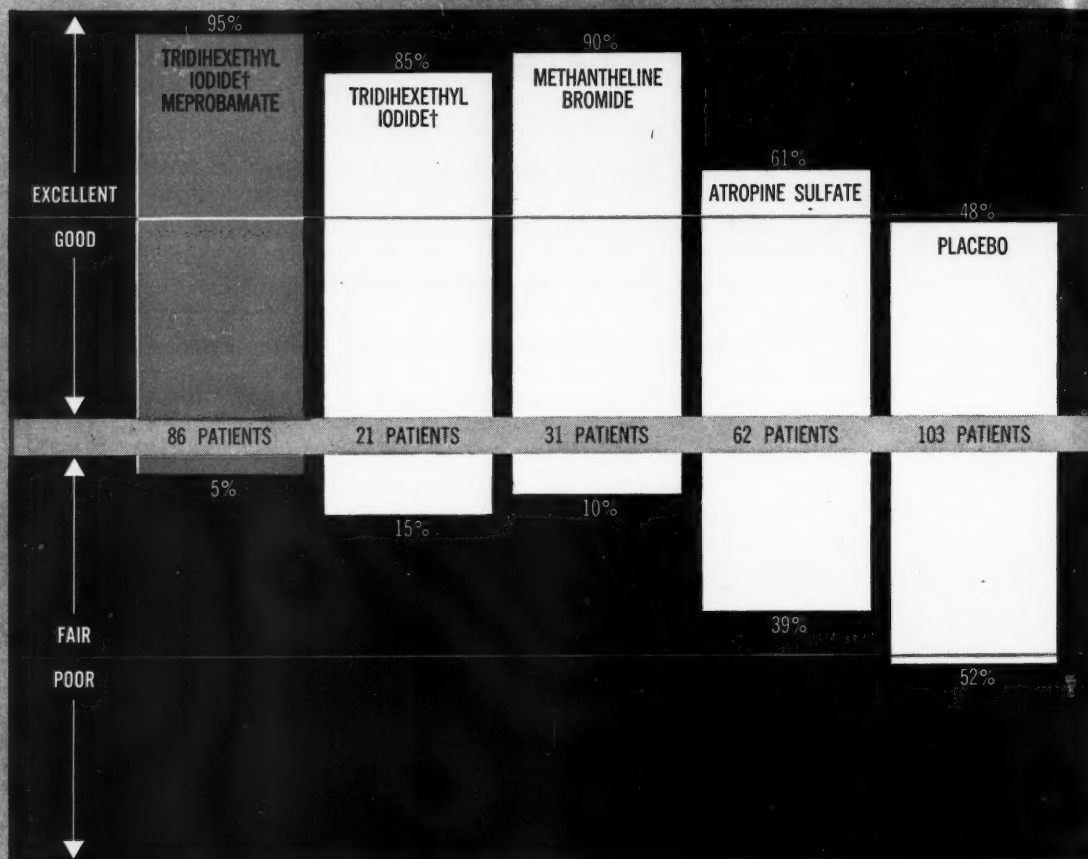 95%
TRIDIHEXETHYL
IODIDE†
MEPROBAMATE
85%
TRIDIHEXETHYL
IODIDE†
90%
METHANTHELINE
BROMIDE
61%
ATROPINE SULFATE
48%
PLACEBO
EXCELLENT
GOOD
86 PATIENTS 21 PATIENTS 31 PATIENTS 62 PATIENTS 103 PATIENTS
5%
15%
10%
39%
52%
FAIR
POOR